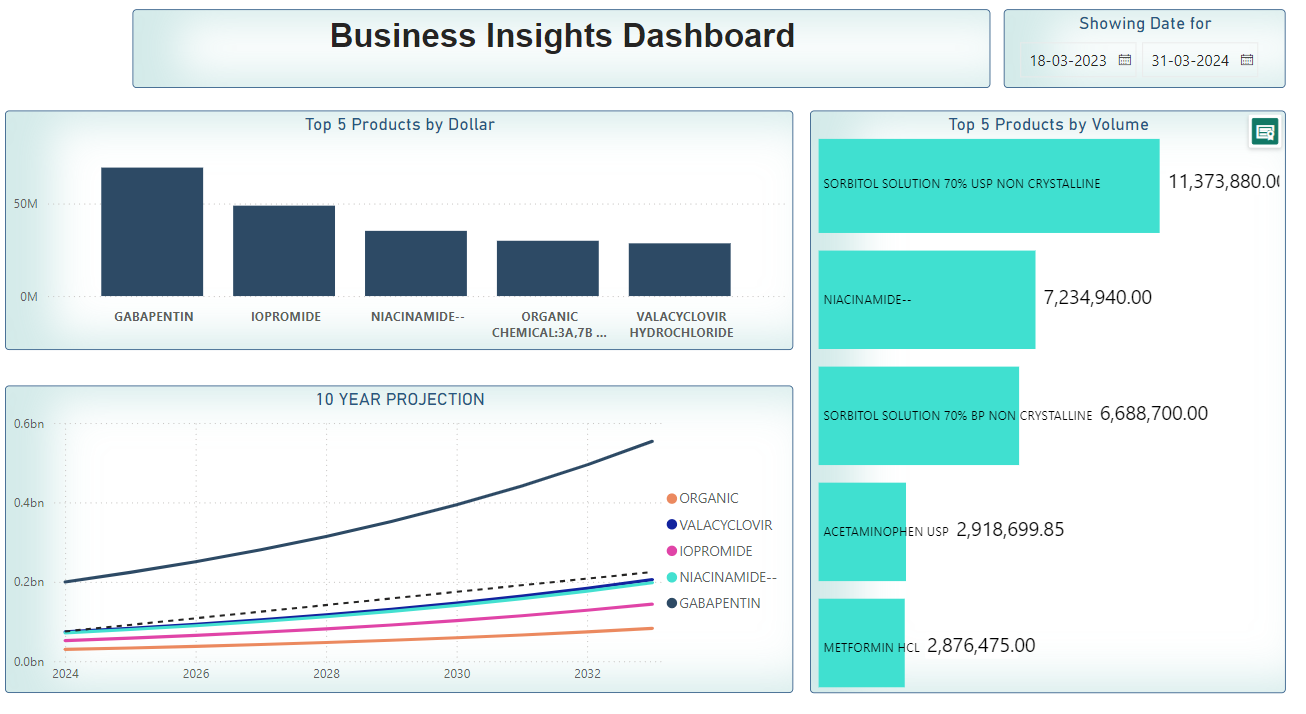 Business Insights Dashboard
Showing Date for
18-03-2023 31-03-2024
Top 5 Products by Dollar
50M
0M
GABAPENTIN
IOPROMIDE
NIACINAMIDE--
ORGANIC
CHEMICAL:3A,7B ...
VALACYCLOVIR
HYDROCHLORIDE
Top 5 Products by Volume
SORBITOL SOLUTION 70% USP NON CRYSTALLINE 11,373,880.00
NIACINAMIDE-- 7,234,940.00
SORBITOL SOLUTION 70% BP NON CRYSTALLINE 6,688,700.00
ACETAMINOPHEN USP 2,918,699.85
METFORMIN HCL 2,876,475.00
10 YEAR PROJECTION
0.6bn
0.4bn
0.2bn
0.0bn
2024 2026 2028 2030 2032
ORGANIC
VALACYCLOVIR
IOPROMIDE
NIACINAMIDE--
GABAPENTIN